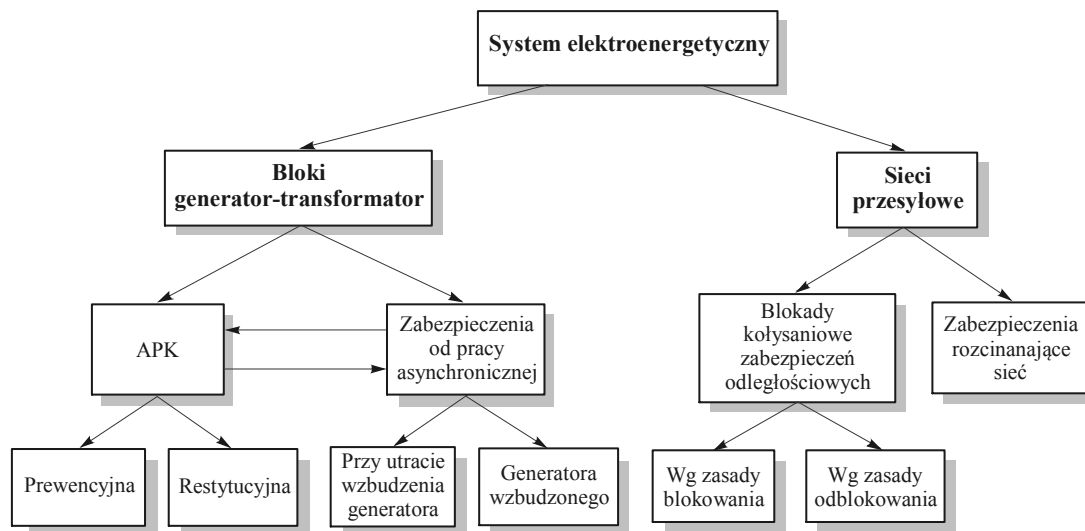 System elektroenergetyczny
Bloki
generator-transformator
Sieci
przesyłowe
APK
Zabezpieczenia
od pracy
asynchronicznej
Blokady
kołysaniowe
zabezpieczeń
odległościowych
Zabezpieczenia
rozcinanające
sieć
Prewencyjna
Restytucyjna
Przy utracie
wzbudzenia
generatora
Generatora
wzbudzonego
Wg zasady
blokowania
Wg zasady
odblokowania